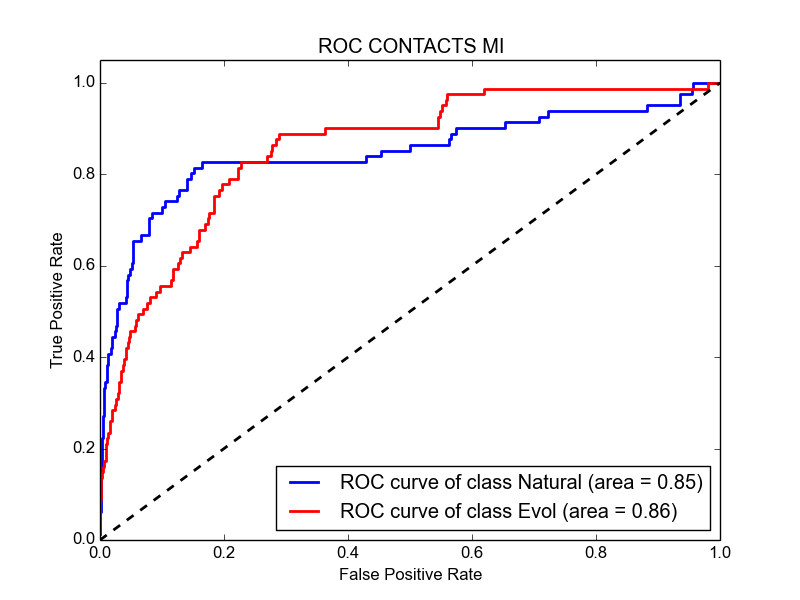 ROC CONTACTS MI
True Positive Rate
1.0
0.8
0.6
0.4
0.2
0.0
ROC curve of class Natural (area = 0.85)
ROC curve of class Evol (area = 0.86)
0.0 0.2 0.4 0.6 0.8 1.0
False Positive Rate